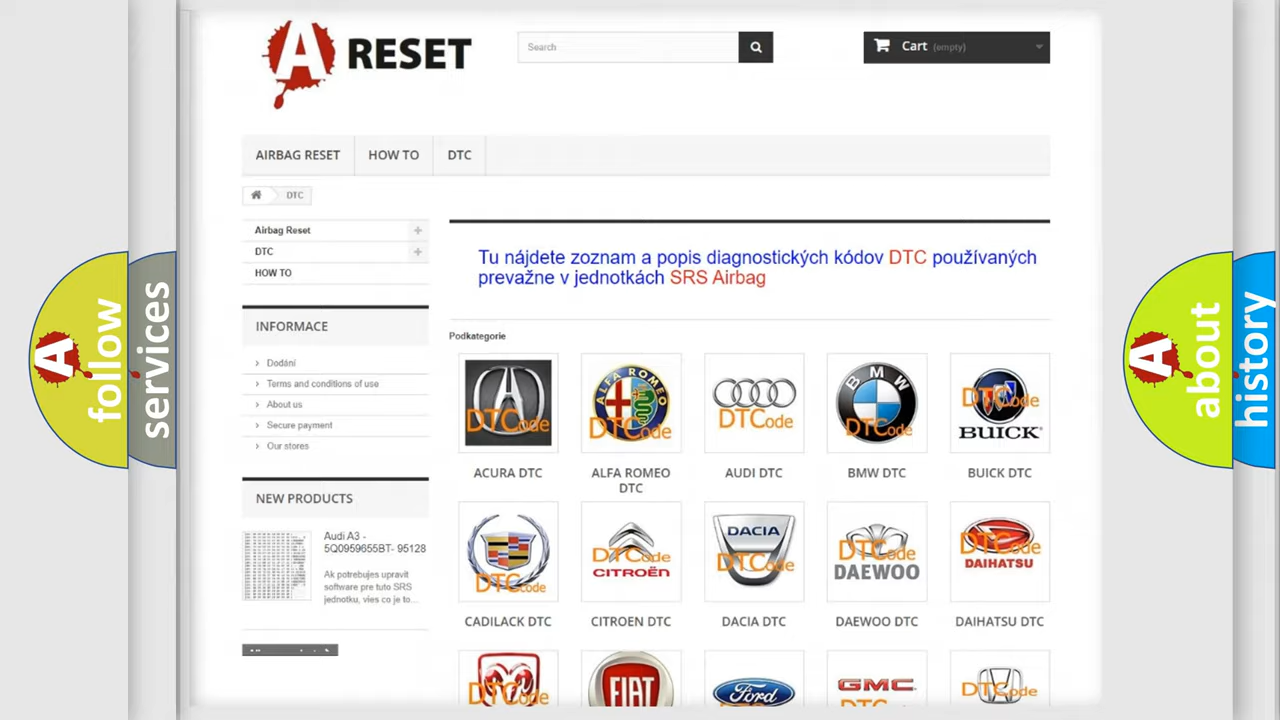 A RESET
Search
Cart (empty)
AIRBAG RESET
HOW TO
DTC
DTC
Airbag Reset
DTC
HOW TO
INFORMACE
Dodání
Terms and conditions of use
About us
Secure payment
Our stores
NEW PRODUCTS
Audi A3 -
5Q0959655BT- 95128
Ak potrebujes upravit
software pre tuto SRS
jednotku, vies co je to...
Tu nájdete zoznam a popis diagnostických kódov DTC používaných
prevažne v jednotkách SRS Airbag
Podkategorie
DTCode
ALFA ROMEO
DTCode
DTCode
BMW
DTCode
DTCode
BUICK
ACURA DTC
ALFA ROMEO
DTC
AUDI DTC
BMW DTC
BUICK DTC
DTCode
DTCode
CITROËN
DACIA
DTCode
DTCode
DAEWOO
DTCode
DAIHATSU
CADILACK DTC
CITROEN DTC
DACIA DTC
DAEWOO DTC
DAIHATSU DTC
DTCode
FIAT
Ford
GMC
DTCode
A follow
services
A about
history